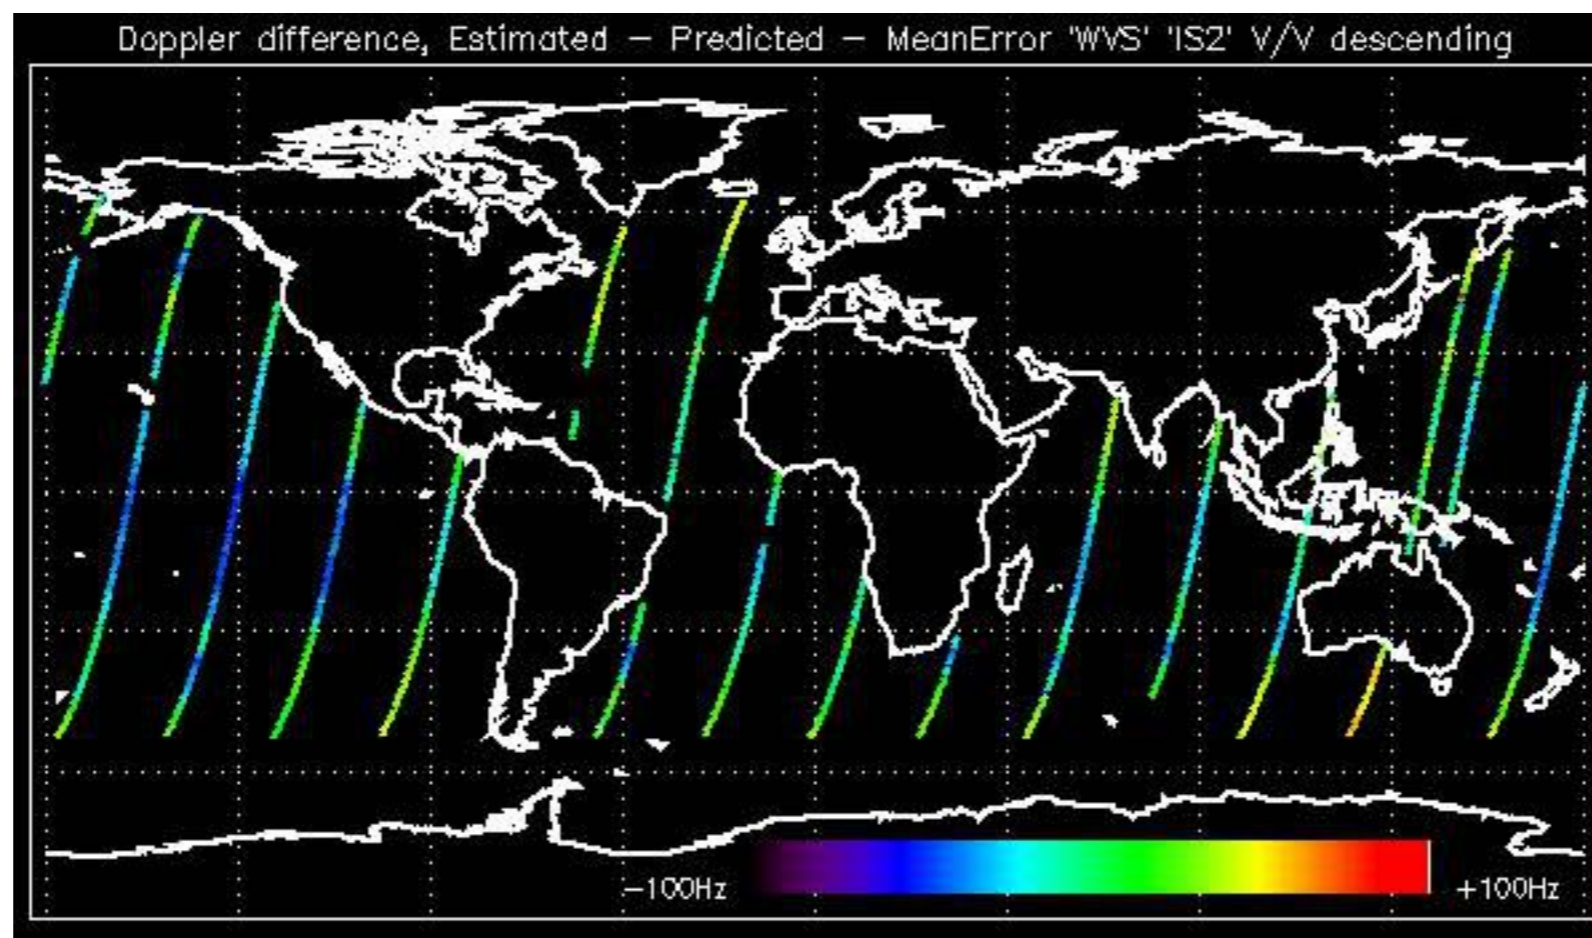 Doppler difference, Estimated – Predicted – MeanError 'WVS' 'IS2' V/V descending
–100Hz +100Hz